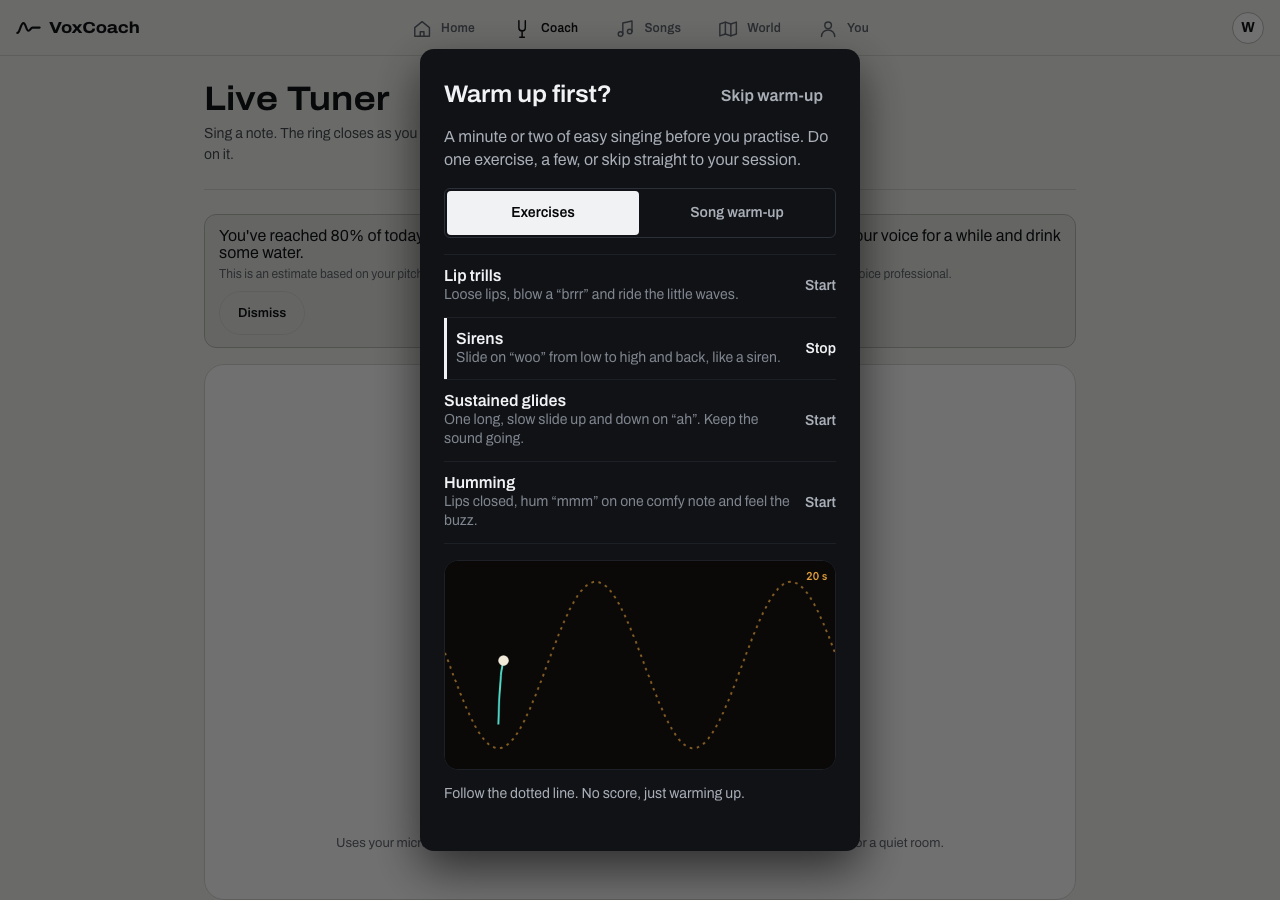 VoxCoach
Home
Coach
Songs
World
You
W
Live Tuner
Sing a note. The ring closes as you
on it.
You've reached 80% of today
our voice for a while and drink
some water.
This is an estimate based on your pitch
voice professional.
Dismiss
Warm up first?
Skip warm-up
A minute or two of easy singing before you practise. Do
one exercise, a few, or skip straight to your session.
Exercises
Song warm-up
Lip trills
Loose lips, blow a “brrr” and ride the little waves.
Start
Sirens
Slide on “woo” from low to high and back, like a siren.
Stop
Sustained glides
One long, slow slide up and down on “ah”. Keep the
sound going.
Start
Humming
Lips closed, hum “mmm” on one comfy note and feel the
buzz.
Start
20 s
Follow the dotted line. No score, just warming up.
Uses your micr
or a quiet room.